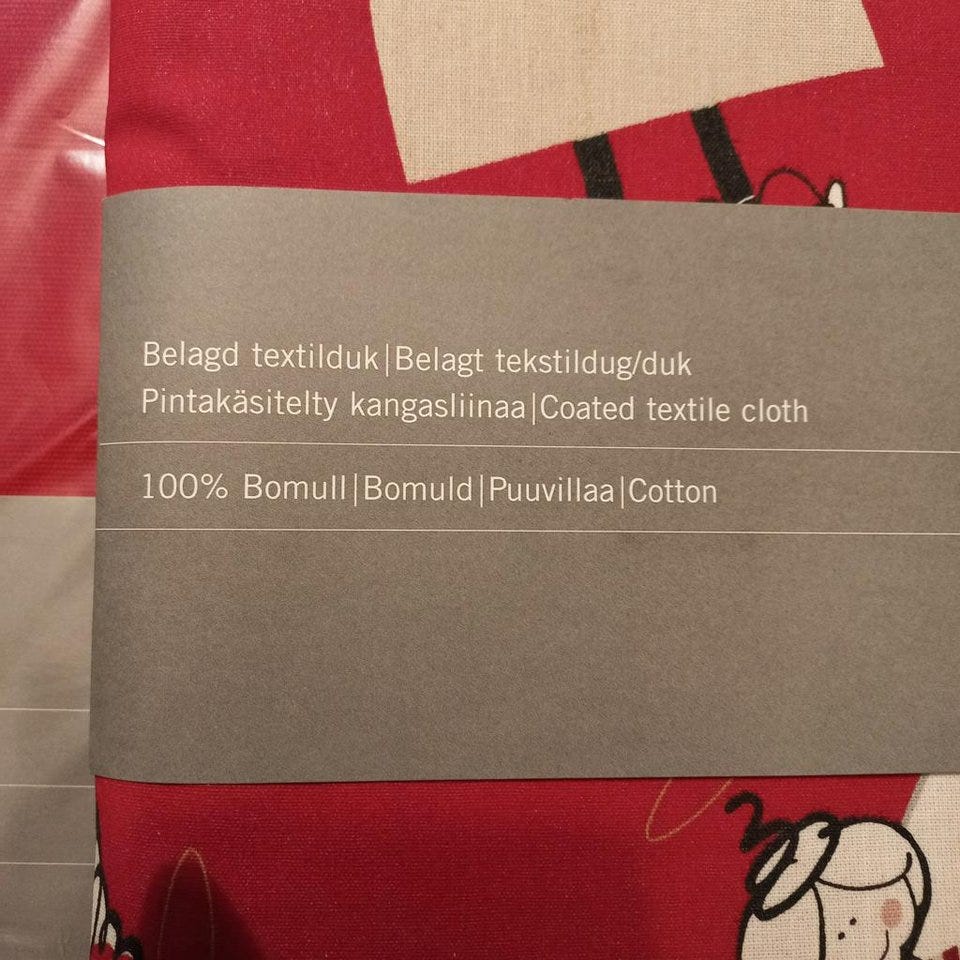 Belagd textilduk|Belagt tekstildug/duk
Pintakäsitelty kangasliinaa|Coated textile cloth
100% Bomull|Bomuld|Puuvillaa|Cotton